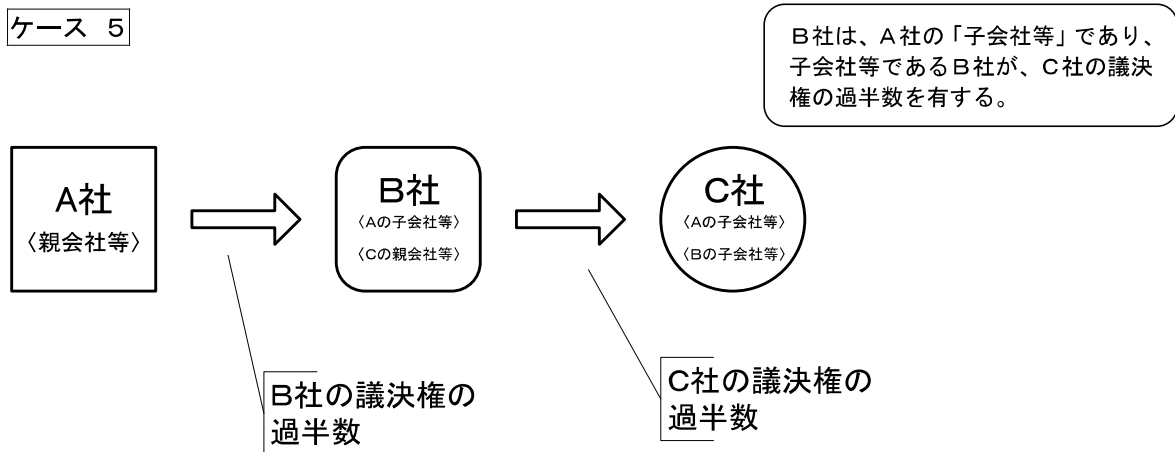 ケース 5
B社は、A社の「子会社等」であり、
子会社等であるB社が、C社の議決
権の過半数を有する。
A社
〈親会社等〉
B社
〈Aの子会社等〉
〈Cの親会社等〉
C社
〈Aの子会社等〉
〈Bの子会社等〉
B社の議決権の
過半数
C社の議決権の
過半数